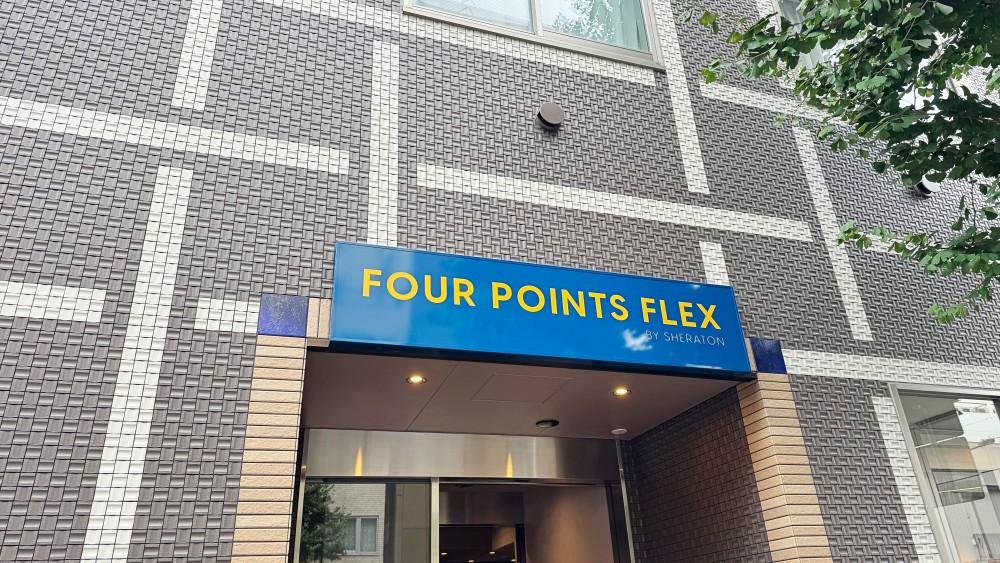 FOUR POINTS FLEX
BY SHERATON